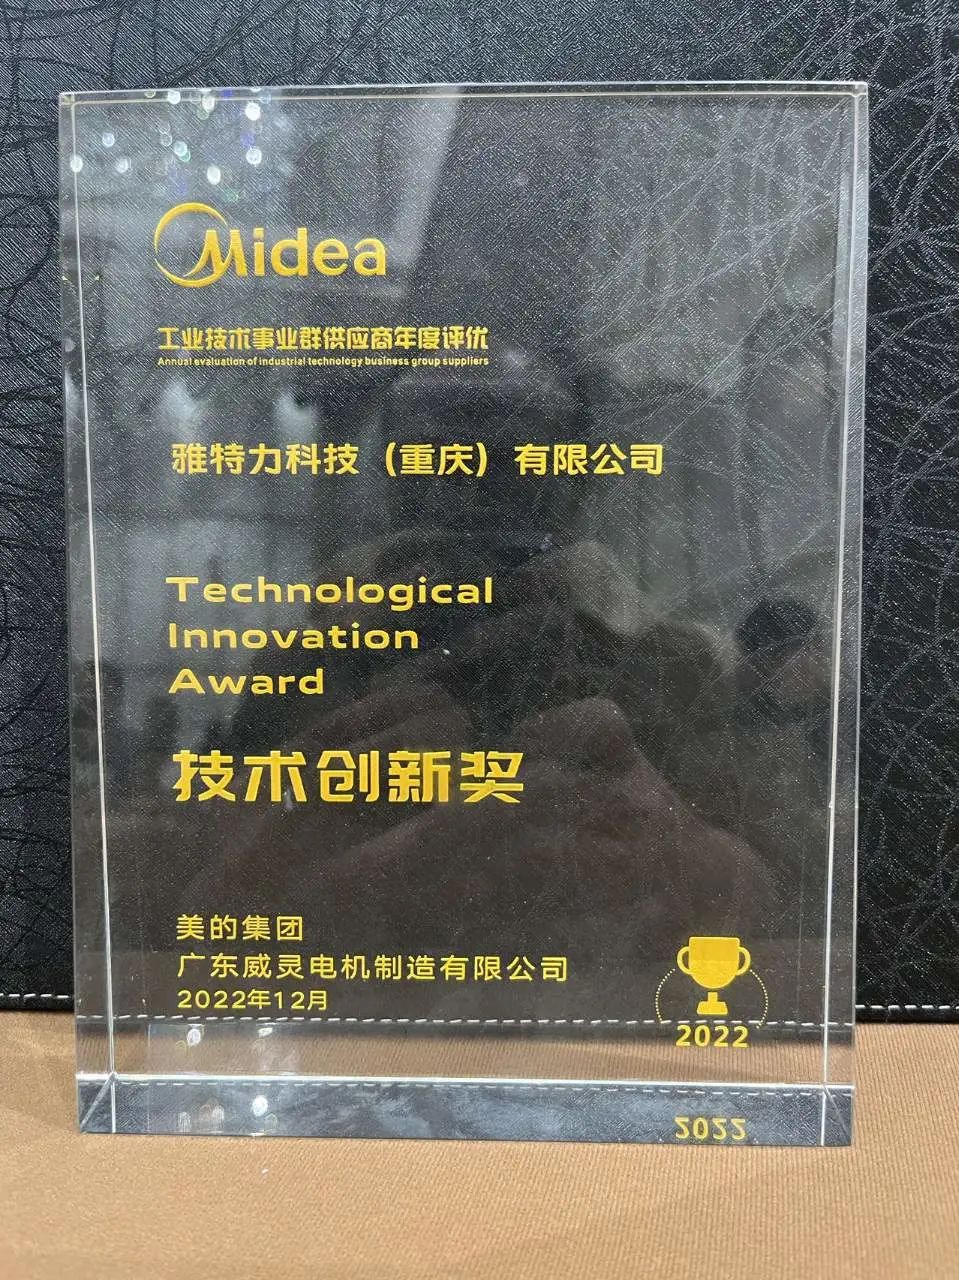 Midea
工业技术事业群供应商年度评优
Annual evaluation of industrial technology business group suppliers
雅特力科技（重庆）有限公司
Technological
Innovation
Award
技术创新奖
美的集团
广东威灵电机制造有限公司
2022年12月
2022
2022